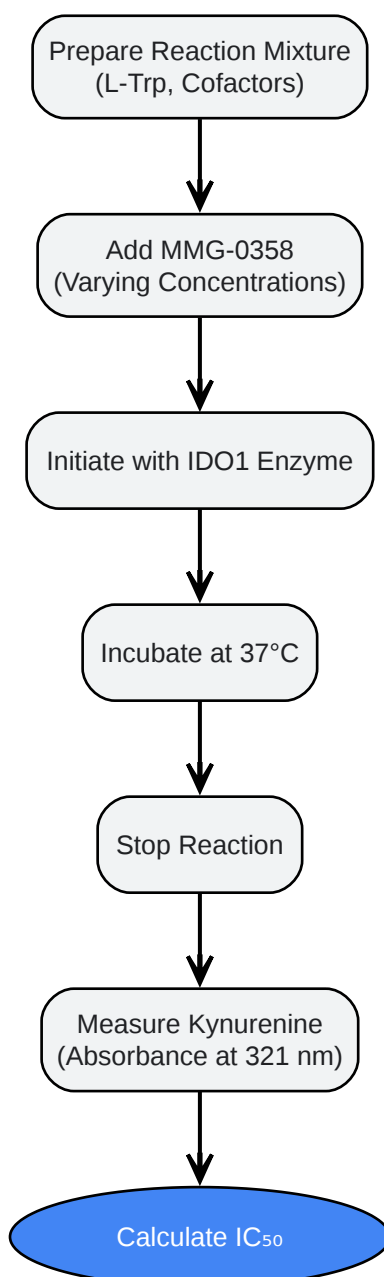 Prepare Reaction Mixture
(L-Trp, Cofactors)
Add MMG-0358
(Varying Concentrations)
Initiate with IDO1 Enzyme
Incubate at 37°C
Stop Reaction
Measure Kynurenine
(Absorbance at 321 nm)
Calculate IC₅₀